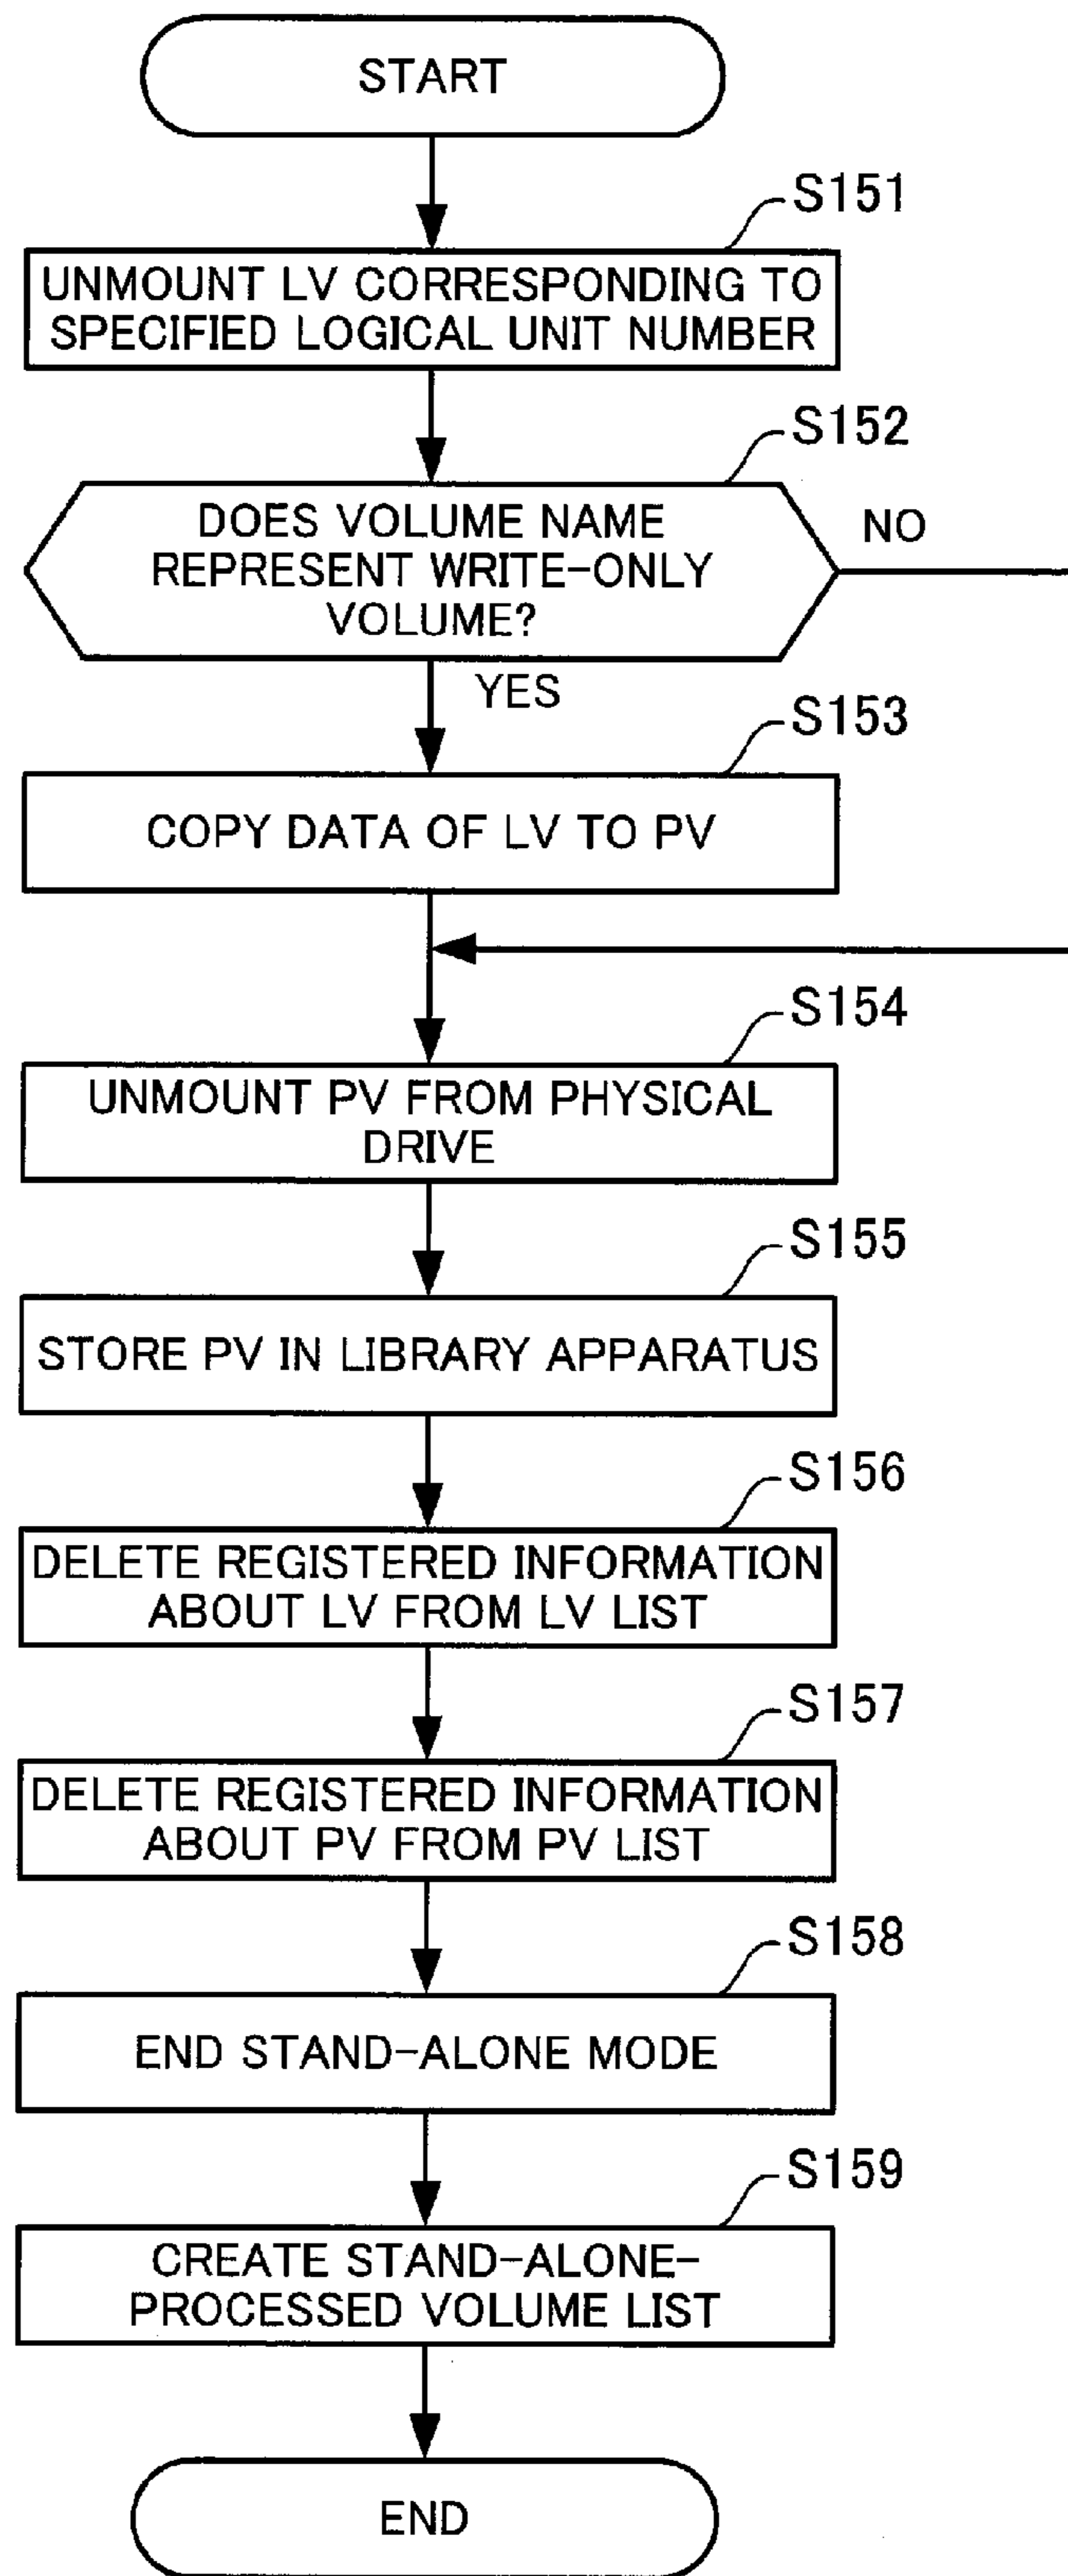 START
S151
UNMOUNT LV CORRESPONDING TO
SPECIFIED LOGICAL UNIT NUMBER
S152
DOES VOLUME NAME
REPRESENT WRITE-ONLY
VOLUME?
NO
YES
S153
COPY DATA OF LV TO PV
S154
UNMOUNT PV FROM PHYSICAL
DRIVE
S155
STORE PV IN LIBRARY APPARATUS
S156
DELETE REGISTERED INFORMATION
ABOUT LV FROM LV LIST
S157
DELETE REGISTERED INFORMATION
ABOUT PV FROM PV LIST
S158
END STAND-ALONE MODE
S159
CREATE STAND-ALONE-
PROCESSED VOLUME LIST
END